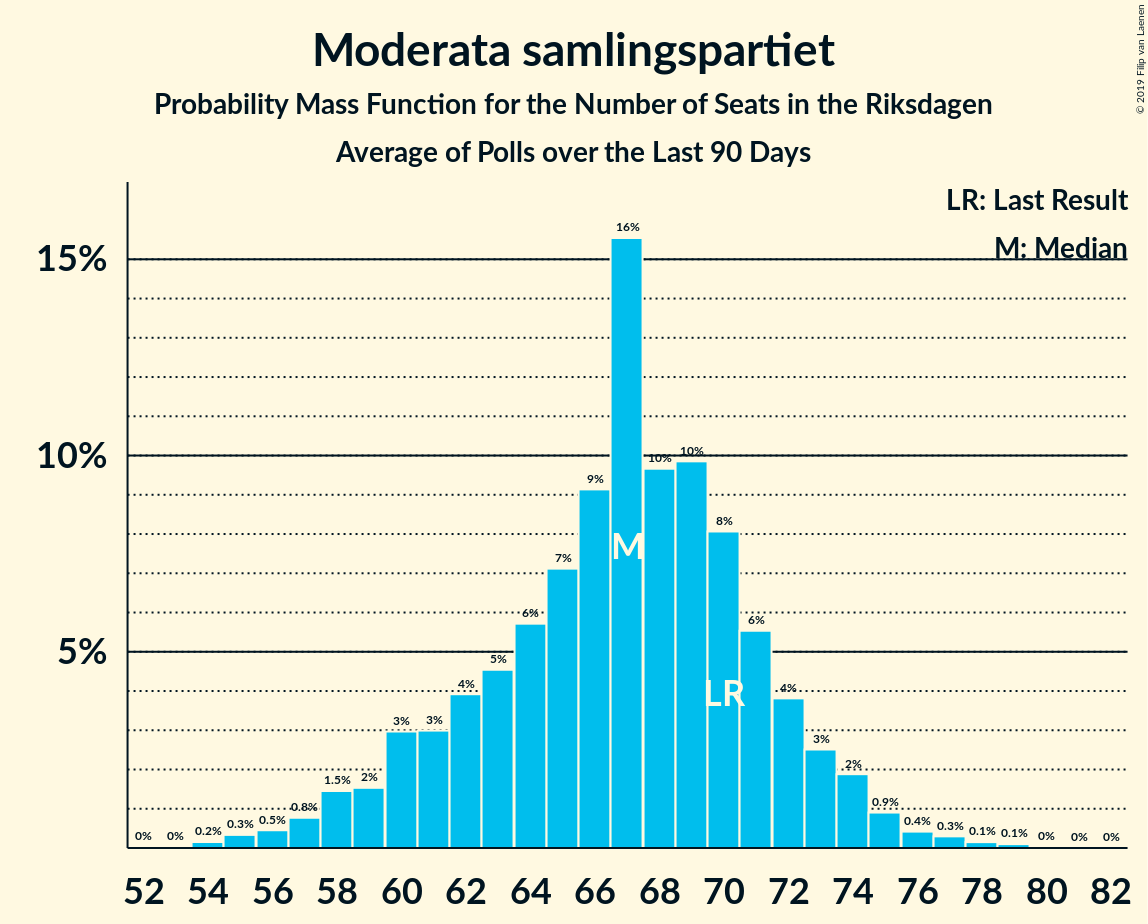 Moderata samlingspartiet
Probability Mass Function for the Number of Seats in the Riksdagen
Average of Polls over the Last 90 Days
© 2019 Filip van Laenen
LR: Last Result
M: Median
15%
10%
5%
0% 0% 0.2% 0.3% 0.5% 0.8% 1.5% 2% 3% 3% 4% 5% 6% 7% 9% 16% 10% 10% 8% 6% 4% 3% 2% 0.9% 0.4% 0.3% 0.1% 0.1% 0% 0% 0%
M
LR
52 54 56 58 60 62 64 66 68 70 72 74 76 78 80 82